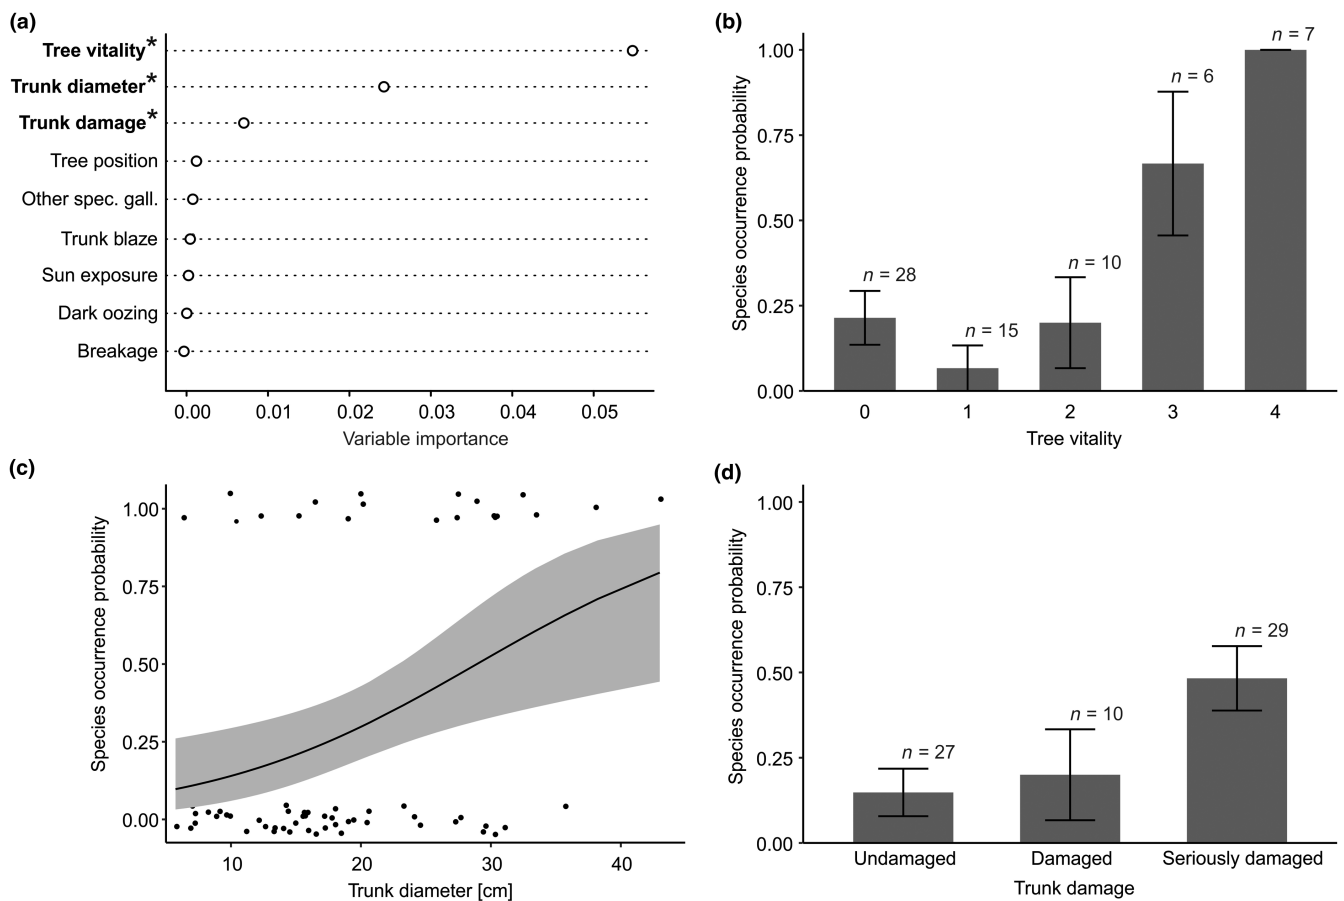 (a)
Tree vitality*
Trunk diameter*
Trunk damage*
Tree position
Other spec. gall.
Trunk blaze
Sun exposure
Dark oozing
Breakage
0.00 0.01 0.02 0.03 0.04 0.05
Variable importance
(b)
Species occurrence probability
1.00
0.75
0.50
0.25
0.00
n = 28
n = 15
n = 10
n = 6
n = 7
0 1 2 3 4
Tree vitality
(c)
Species occurrence probability
1.00
0.75
0.50
0.25
0.00
10 20 30 40
Trunk diameter [cm]
(d)
Species occurrence probability
1.00
0.75
0.50
0.25
0.00
n = 27
n = 10
n = 29
Undamaged Damaged Seriously damaged
Trunk damage